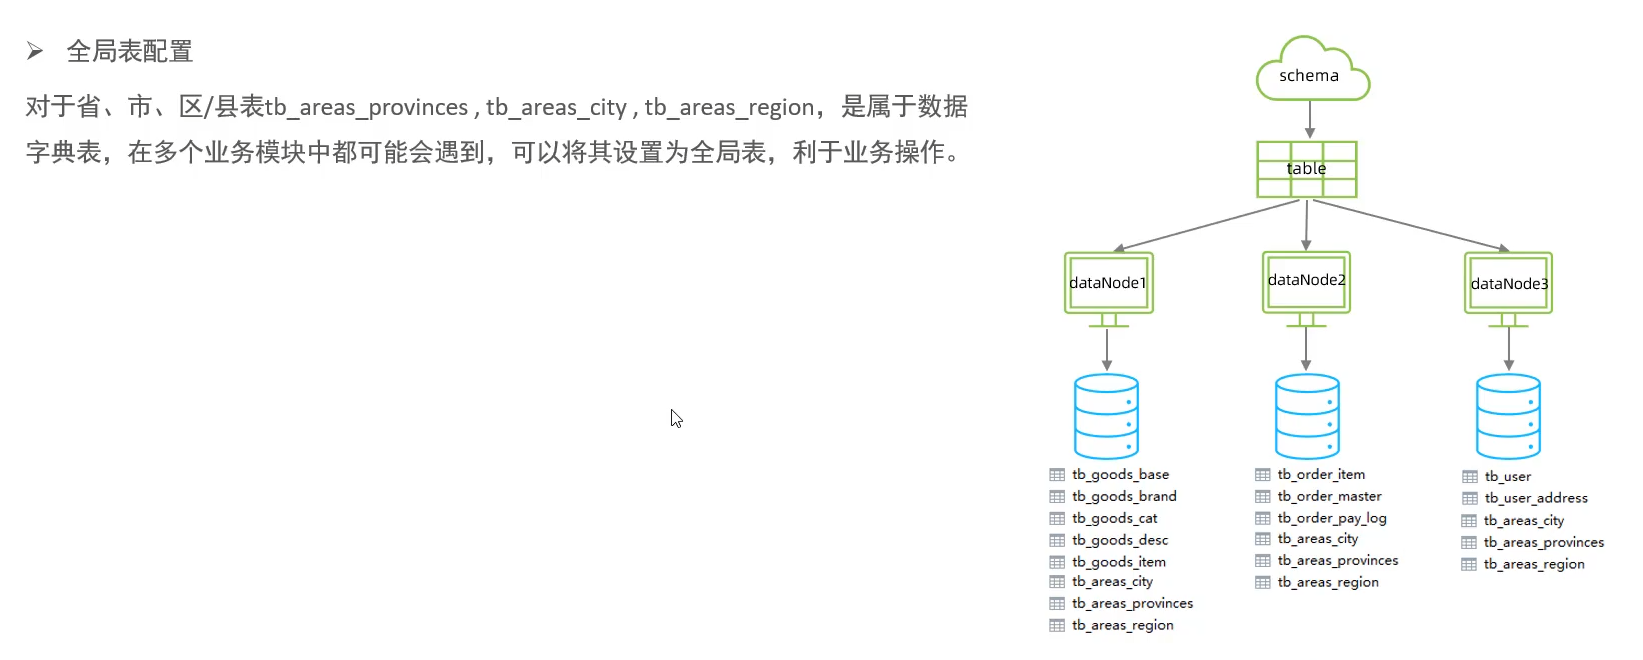 全局表配置
对于省、市、区/县表tb_areas_provinces , tb_areas_city , tb_areas_region，是属于数据
字典表，在多个业务模块中都可能会遇到，可以将其设置为全局表，利于业务操作。
schema
table
dataNode1
dataNode2
dataNode3
tb_goods_base
tb_goods_brand
tb_goods_cat
tb_goods_desc
tb_goods_item
tb_areas_city
tb_areas_provinces
tb_areas_region
tb_order_item
tb_order_master
tb_order_pay_log
tb_areas_city
tb_areas_provinces
tb_areas_region
tb_user
tb_user_address
tb_areas_city
tb_areas_provinces
tb_areas_region